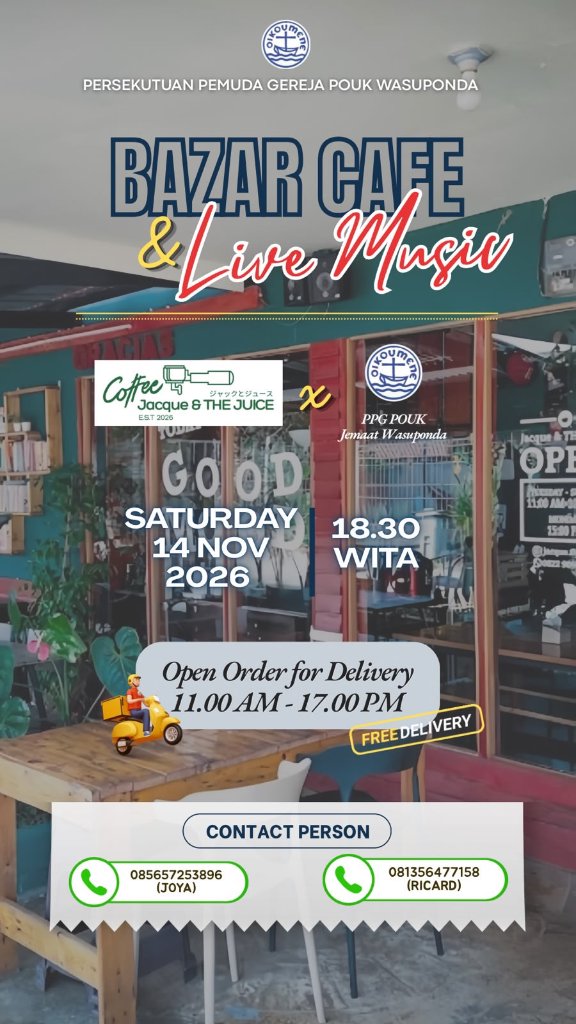 OIKOUMENE
PERSEKUTUAN PEMUDA GEREJA POUK WASUPONDA
BAZAR CAFE
& Live Music
GRACIAS
Coffee
ジャックとジュース
Jacque & THE JUICE
E.S.T 2026
x
OIKOUMENE
PPG POUK
Jemaat Wasuponda
GOOD
SATURDAY
14 NOV
2026
18.30
WITA
Open Order for Delivery
11.00 AM - 17.00 PM
FREE DELIVERY
CONTACT PERSON
085657253896
(JOYA)
081356477158
(RICARD)